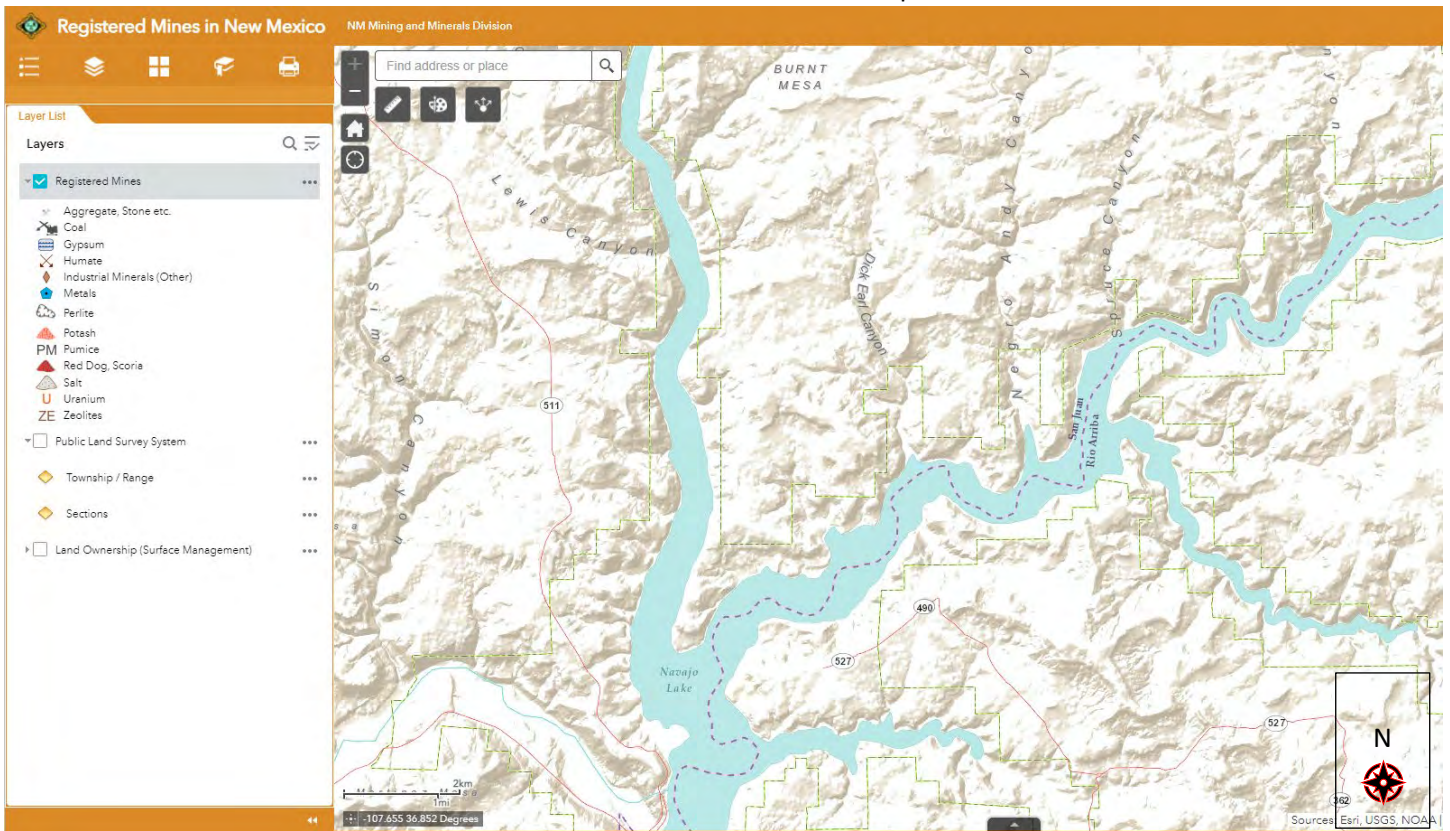 Registered Mines in New Mexico NM Mining and Minerals Division
Layer List
Layers
Registered Mines
Aggregate, Stone etc.
Coal
Gypsum
Humate
Industrial Minerals (Other)
Metals
Perlite
Potash
PM Pumice
Red Dog, Scoria
Salt
U Uranium
ZE Zeolites
Public Land Survey System
Township / Range
Sections
Land Ownership (Surface Management)
Find address or place
BURNT
MESA
Lewis Canyon
Simon Canyon
Dick Earl Canyon
Negro Andy Canyon
Spruce Canyon
San Juan
Rio Arriba
511
490
527
527
362
Navajo
Lake
N
2km
1mi
-107.655 36.852 Degrees
Sources: Esri, USGS, NOAA |